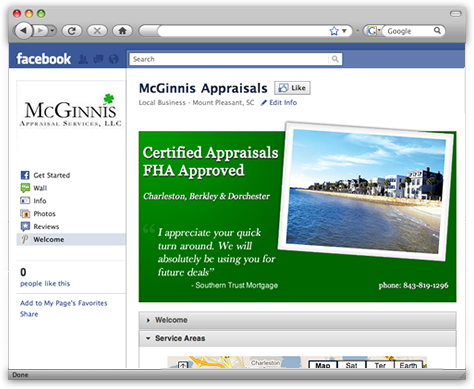 Google
facebook
Search
McGinnis Appraisals
Like
Local Business - Mount Pleasant, SC
Edit Info
McGinnis
Appraisal Services, LLC
Get Started
Wall
Info
Photos
Reviews
Welcome
0
people like this
Add to My Page's Favorites
Share
Certified Appraisals
FHA Approved
Charleston, Berkley & Dorchester
“ I appreciate your quick
turn around. We will
absolutely be using you for
future deals”
- Southern Trust Mortgage
phone: 843-819-1296
Welcome
Service Areas
Charleston
Map Sat Ter Earth
Done